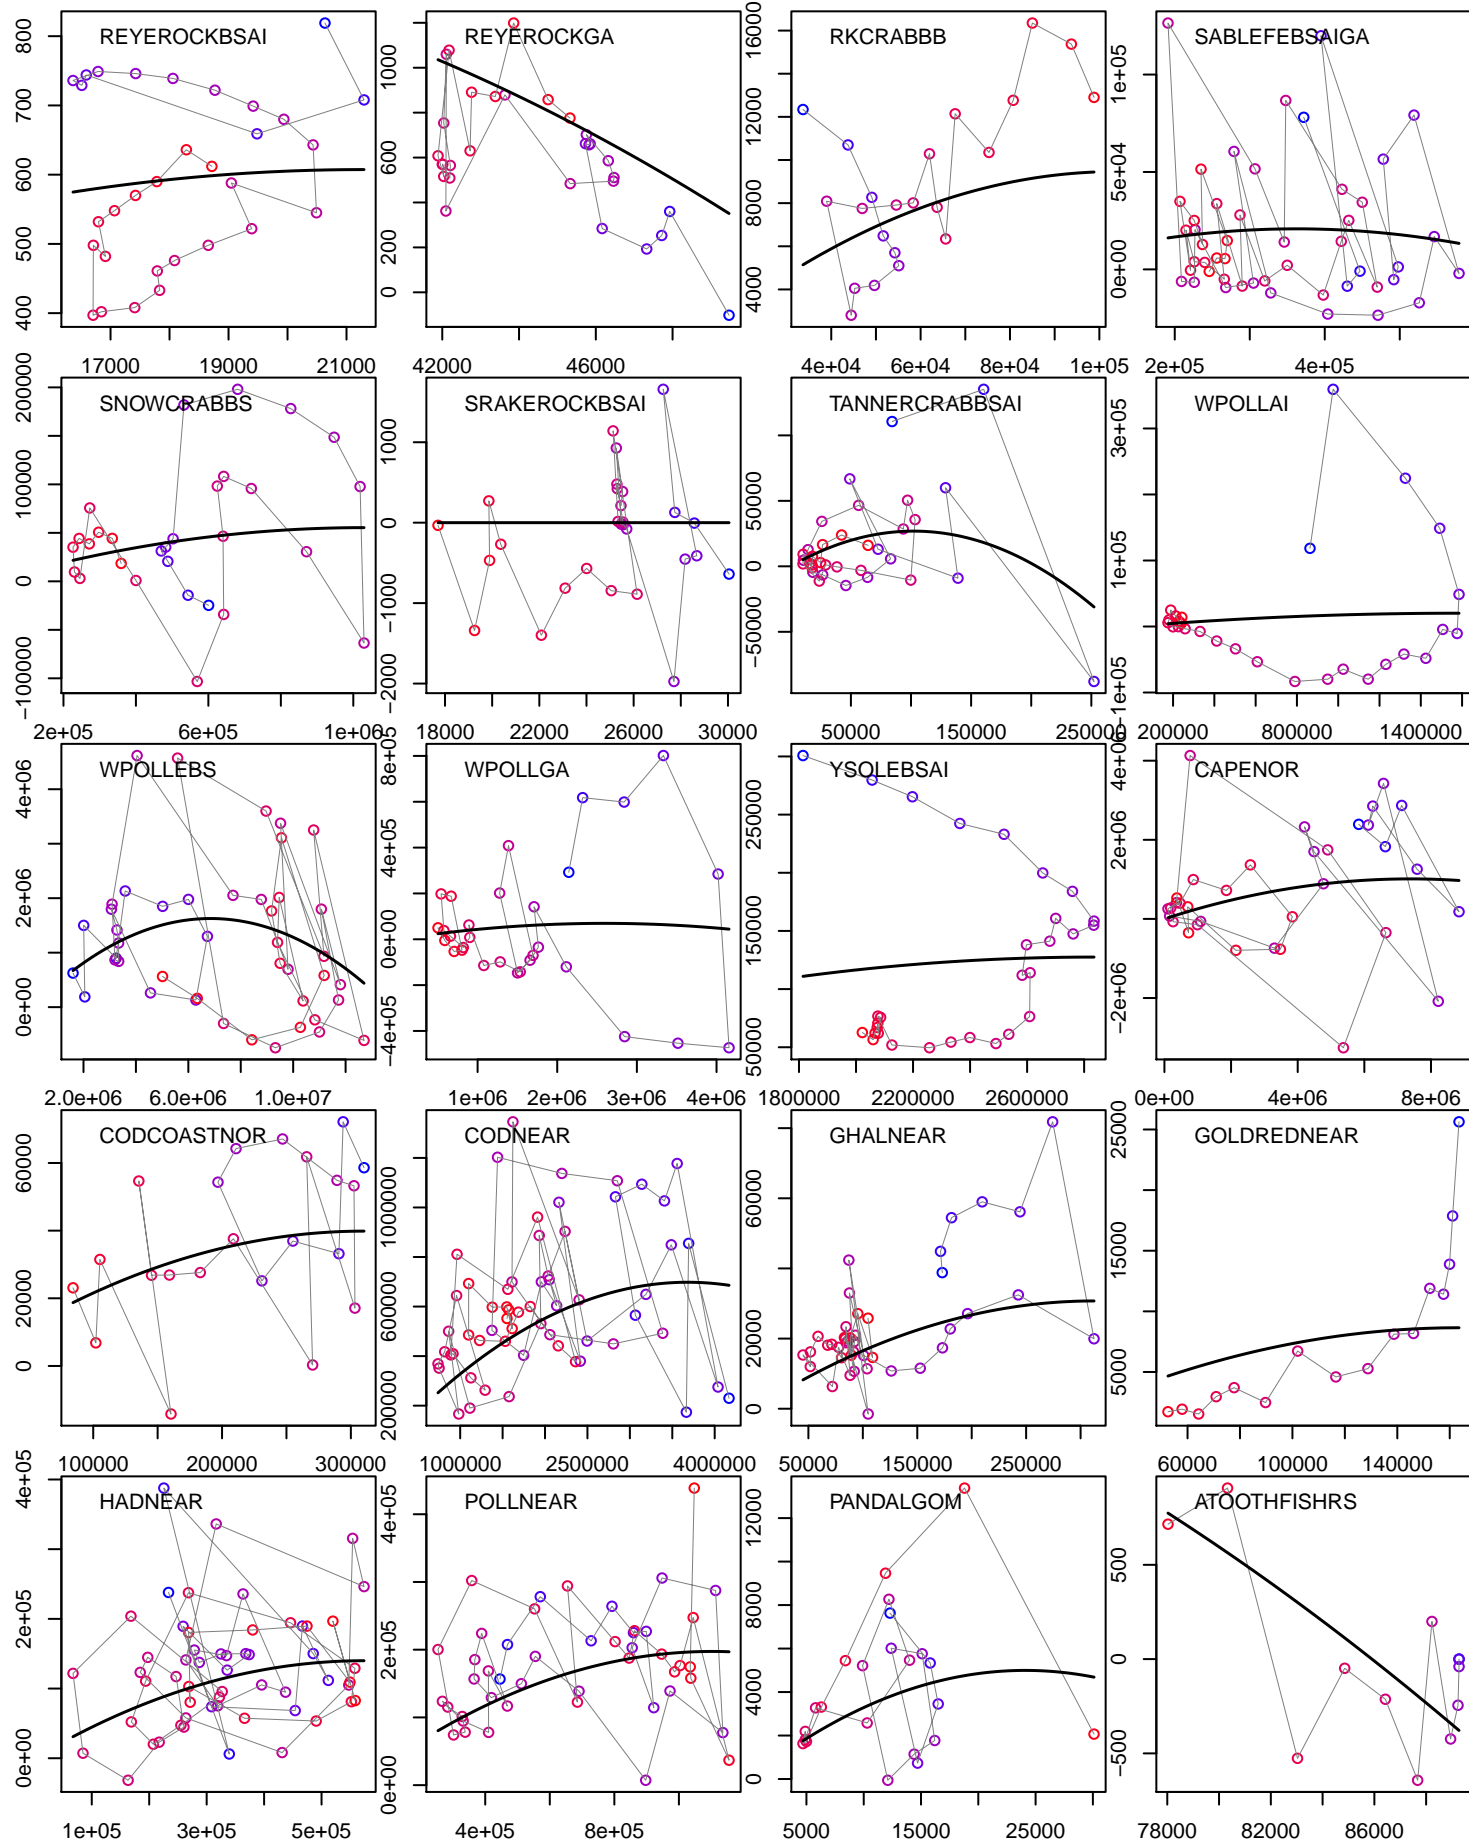 REYEROCKBSAI
REYEROCKGA
RKCRABBB
SABLEFEBSAIGA
400 500 600 700 800
0 200 600 1000
4000 8000 12000 16000
0e+00 5e+04 1e+05
17000 19000 21000
42000 46000
4e+04 6e+04 8e+04 1e+05
2e+05 4e+05
SNOWCRABBS
SRAKEROCKBSAI
TANNERCRABBSAI
WPOLLAI
−100000 0 100000 200000
−2000 −1000 0 1000
−50000 0 50000
−1e+05 1e+05 3e+05
2e+05 6e+05 1e+06
18000 22000 26000 30000
50000 150000 250000
200000 800000 1400000
WPOLLEBS
WPOLLGA
YSOLEBSAI
CAPENOR
0e+00 2e+06 4e+06
−4e+05 0e+00 4e+05 8e+05
50000 150000 250000
−2e+06 2e+06 4e+06
2.0e+06 6.0e+06 1.0e+07
1e+06 2e+06 3e+06 4e+06
1800000 2200000 2600000
0e+00 4e+06 8e+06
CODCOASTNOR
CODNEAR
GHALNEAR
GOLDREDNEAR
0 20000 60000
200000 600000 1000000
0 20000 60000
5000 15000 25000
100000 200000 300000
1000000 2500000 4000000
50000 150000 250000
60000 100000 140000
HADNEAR
POLLNEAR
PANDALGOM
ATOOTHFISHRS
0e+00 2e+05 4e+05
0e+00 2e+05 4e+05
0 4000 8000 12000
−500 0 500
1e+05 3e+05 5e+05
4e+05 8e+05
5000 15000 25000
78000 82000 86000